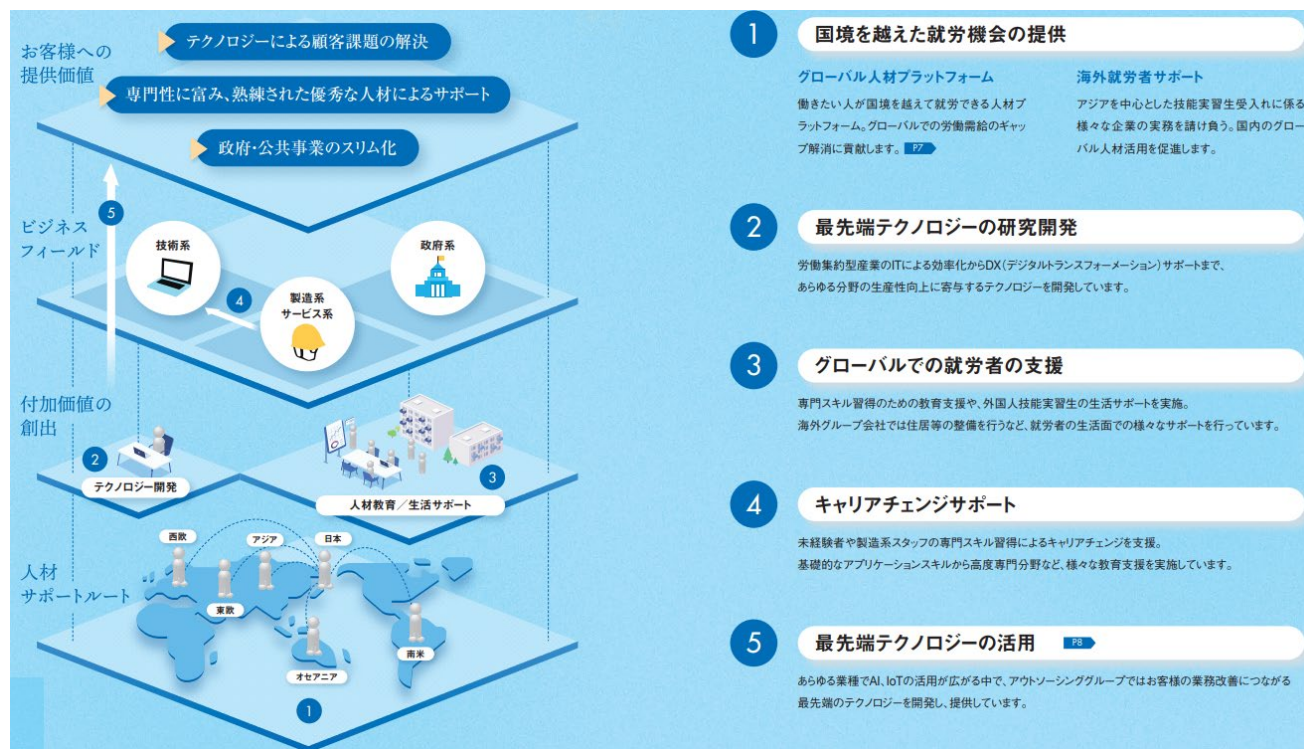 お客様への
提供価値
テクノロジーによる顧客課題の解決
専門性に富み、熟練された優秀な人材によるサポート
政府・公共事業のスリム化
5
ビジネス
フィールド
技術系
政府系
4
製造系
サービス系
付加価値の
創出
2
テクノロジー開発
3
人材教育／生活サポート
人材
サポートルート
西欧
アジア
日本
東欧
南米
オセアニア
1
1
国境を越えた就労機会の提供
グローバル人材プラットフォーム
働きたい人が国境を越えて就労できる人材プ
ラットフォーム。グローバルでの労働需給のギャッ
プ解消に貢献します。 P7
海外就労者サポート
アジアを中心とした技能実習生受入れに係る
様々な企業の実務を請け負う。国内のグロー
バル人材活用を促進します。
2
最先端テクノロジーの研究開発
労働集約型産業のITによる効率化からDX（デジタルトランスフォーメーション）サポートまで、
あらゆる分野の生産性向上に寄与するテクノロジーを開発しています。
3
グローバルでの就労者の支援
専門スキル習得のための教育支援や、外国人技能実習生の生活サポートを実施。
海外グループ会社では住居等の整備を行うなど、就労者の生活面での様々なサポートを行っています。
4
キャリアチェンジサポート
未経験者や製造系スタッフの専門スキル習得によるキャリアチェンジを支援。
基礎的なアプリケーションスキルから高度専門分野など、様々な教育支援を実施しています。
5
最先端テクノロジーの活用 P8
あらゆる業種でAI、IoTの活用が広がる中で、アウトソーシンググループではお客様の業務改善につながる
最先端のテクノロジーを開発し、提供しています。